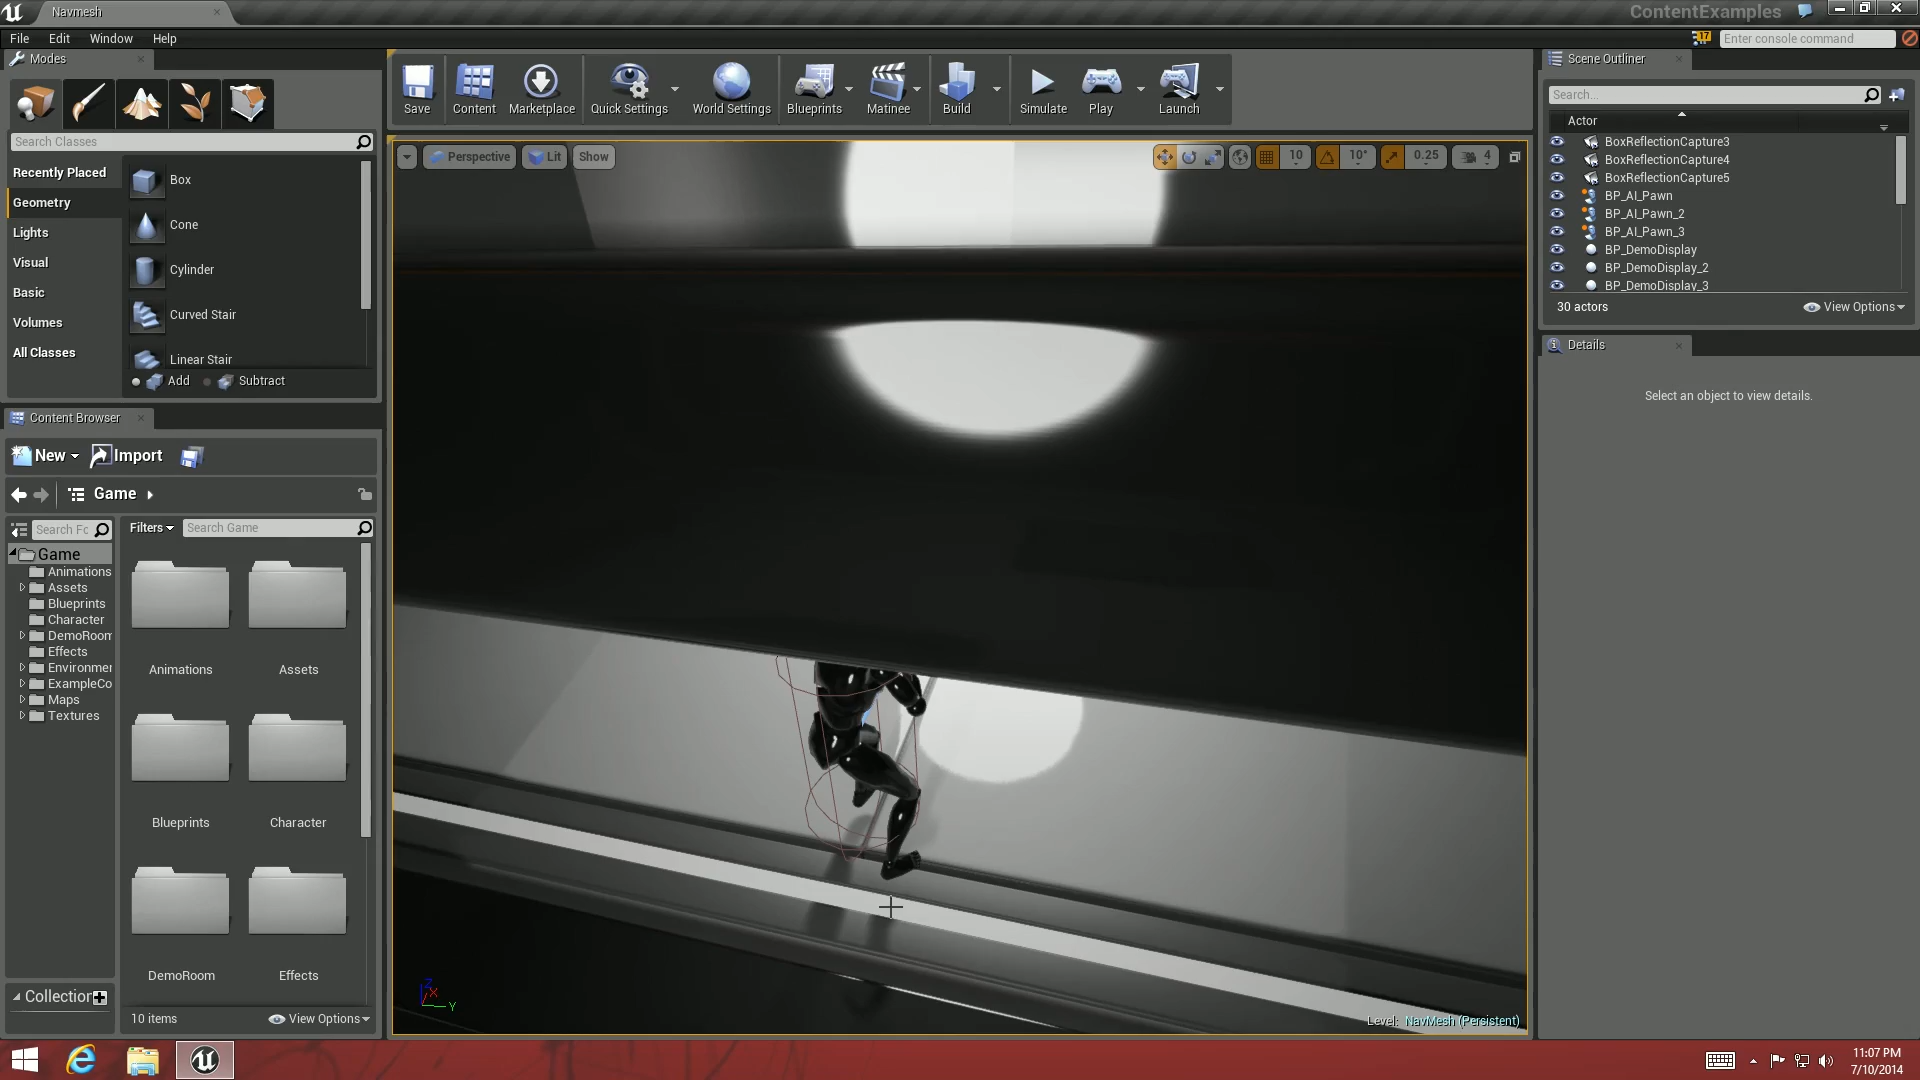 Navmesh
ContentExamples
File Edit Window Help
17
Enter console command
Modes
Search Classes
Recently Placed
Geometry
Lights
Visual
Basic
Volumes
All Classes
Box
Cone
Cylinder
Curved Stair
Linear Stair
Add Subtract
Save
Content
Marketplace
Quick Settings
World Settings
Blueprints
Matinee
Build
Simulate
Play
Launch
Perspective
Lit
Show
10
10°
0.25
4
Content Browser
New
Import
Game
Search Fo
Filters
Search Game
Game
Animations
Assets
Blueprints
Character
DemoRoom
Effects
Environmen
ExampleCo
Maps
Textures
Collection
Animations
Assets
Blueprints
Character
DemoRoom
Effects
10 items
View Options
Z
X
Y
Level: NavMesh (Persistent)
Scene Outliner
Search...
Actor
BoxReflectionCapture3
BoxReflectionCapture4
BoxReflectionCapture5
BP_AI_Pawn
BP_AI_Pawn_2
BP_AI_Pawn_3
BP_DemoDisplay
BP_DemoDisplay_2
BP_DemoDisplay_3
30 actors
View Options
Details
Select an object to view details.
11:07 PM
7/10/2014